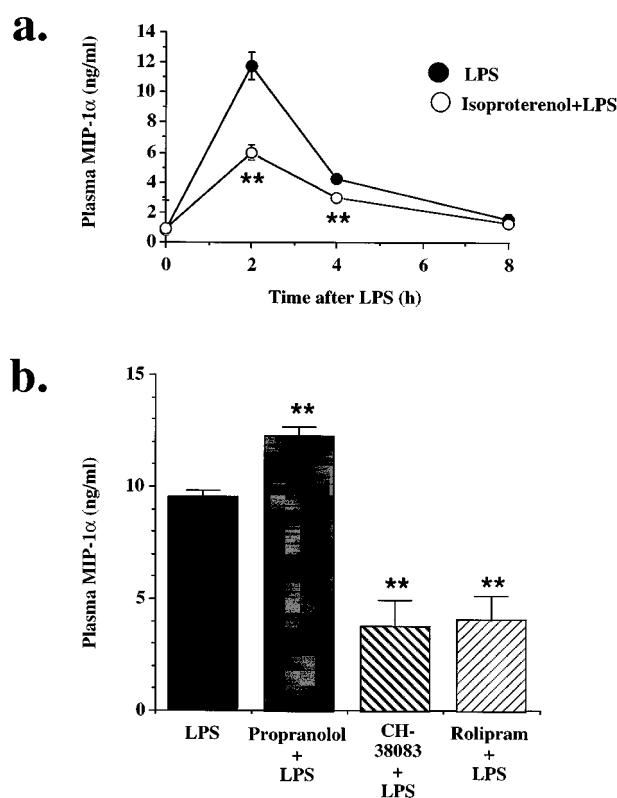 a.
14
12
10
8
6
4
2
0
Plasma MIP-1α (ng/ml)
LPS
Isoproterenol+LPS
**
**
0 2 4 6 8
Time after LPS (h)
b.
15
10
5
0
Plasma MIP-1α (ng/ml)
**
**
**
LPS
Propranolol
+
LPS
CH-
38083
+
LPS
Rolipram
+
LPS